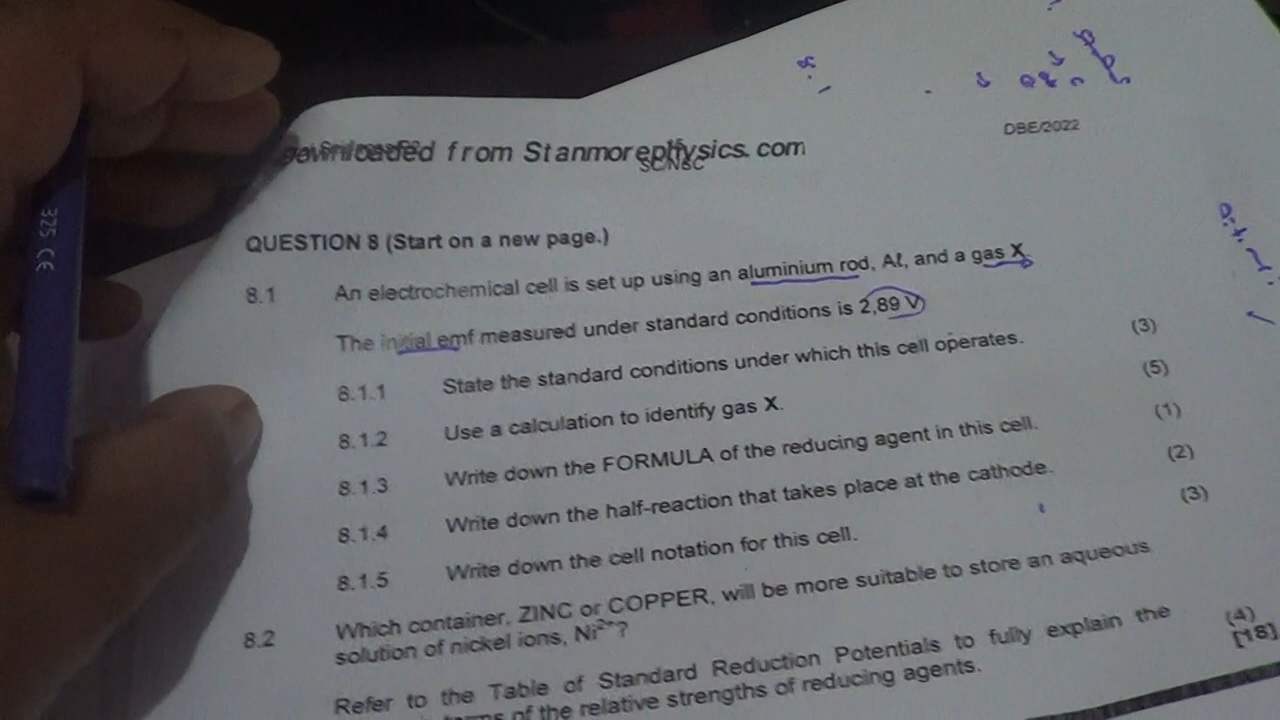 325 CE
DBE/2022
Downloaded from Stanmorephysics.com
SC/NSC
QUESTION 8 (Start on a new page.)
8.1 An electrochemical cell is set up using an aluminium rod, Aℓ, and a gas X.
The initial emf measured under standard conditions is 2,89 V
8.1.1 State the standard conditions under which this cell operates. (3)
8.1.2 Use a calculation to identify gas X. (5)
8.1.3 Write down the FORMULA of the reducing agent in this cell. (1)
8.1.4 Write down the half-reaction that takes place at the cathode. (2)
8.1.5 Write down the cell notation for this cell. (3)
8.2 Which container, ZINC or COPPER, will be more suitable to store an aqueous
solution of nickel ions, Ni²⁺?
Refer to the Table of Standard Reduction Potentials to fully explain the (4)
of the relative strengths of reducing agents. [18]